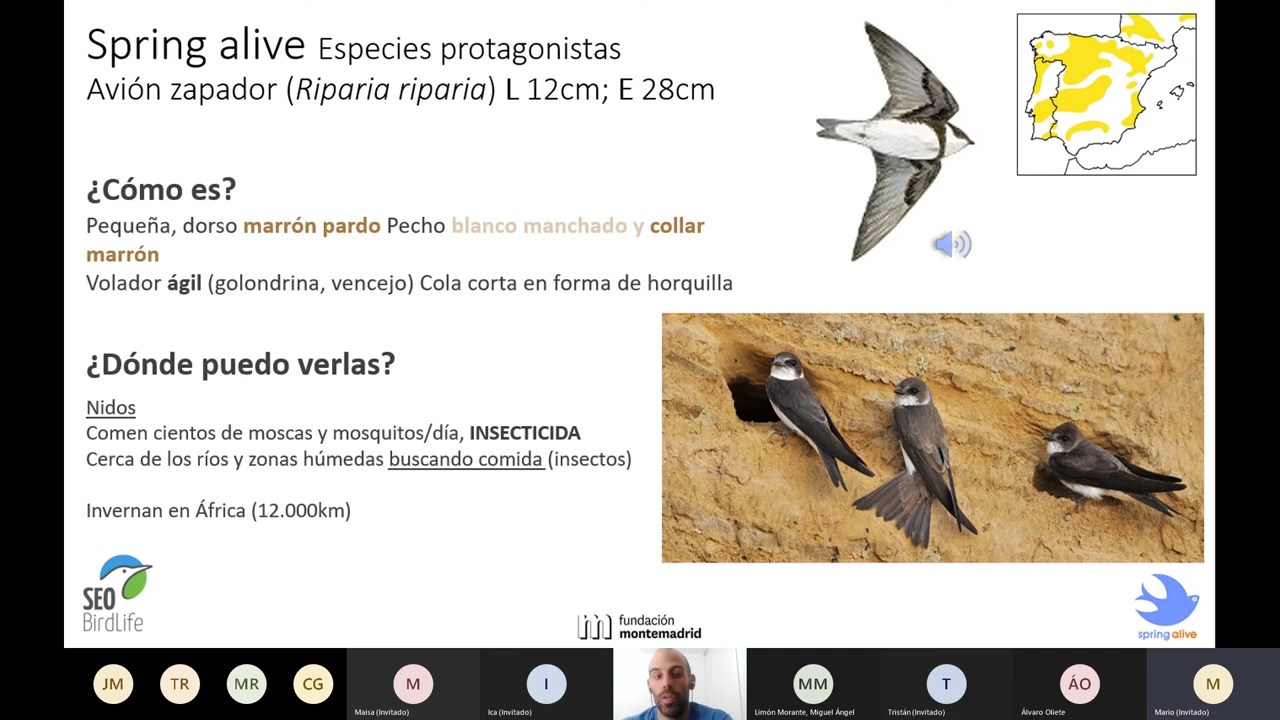 Spring alive Especies protagonistas
Avión zapador (Riparia riparia) L 12cm; E 28cm
¿Cómo es?
Pequeña, dorso marrón pardo Pecho blanco manchado y collar
marrón
Volador ágil (golondrina, vencejo) Cola corta en forma de horquilla
¿Dónde puedo verlas?
Nidos
Comen cientos de moscas y mosquitos/día, INSECTICIDA
Cerca de los ríos y zonas húmedas buscando comida (insectos)
Invernan en África (12.000km)
SEO
BirdLife
m fundación
montemadrid
spring alive
JM
TR
MR
CG
M
I
MM
T
ÁO
M
Maisa (Invitado)
Ica (Invitado)
Limón Morante, Miguel Ángel
Tristán (Invitado)
Álvaro Oliete
Mario (Invitado)